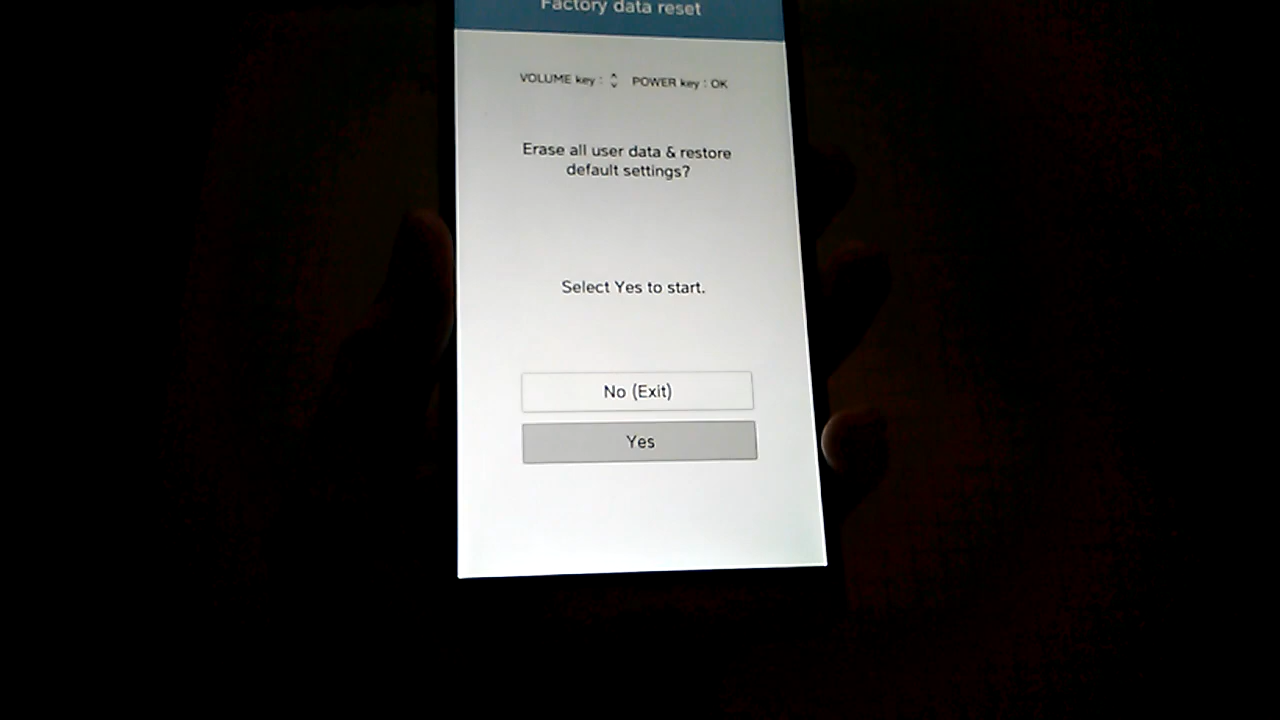 Factory data reset
VOLUME key : POWER key : OK
Erase all user data & restore
default settings?
Select Yes to start.
No (Exit)
Yes